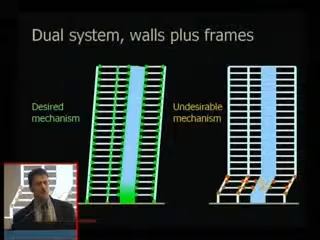 Dual system, walls plus frames
Desired
mechanism
Undesirable
mechanism